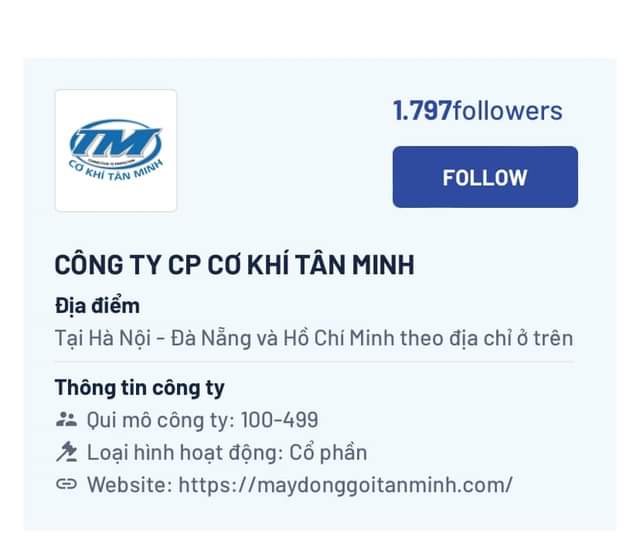 TM
CƠ KHÍ TÂN MINH
1.797followers
FOLLOW
CÔNG TY CP CƠ KHÍ TÂN MINH
Địa điểm
Tại Hà Nội - Đà Nẵng và Hồ Chí Minh theo địa chỉ ở trên
Thông tin công ty
Qui mô công ty: 100-499
Loại hình hoạt động: Cổ phần
Website: https://maydonggoitanminh.com/